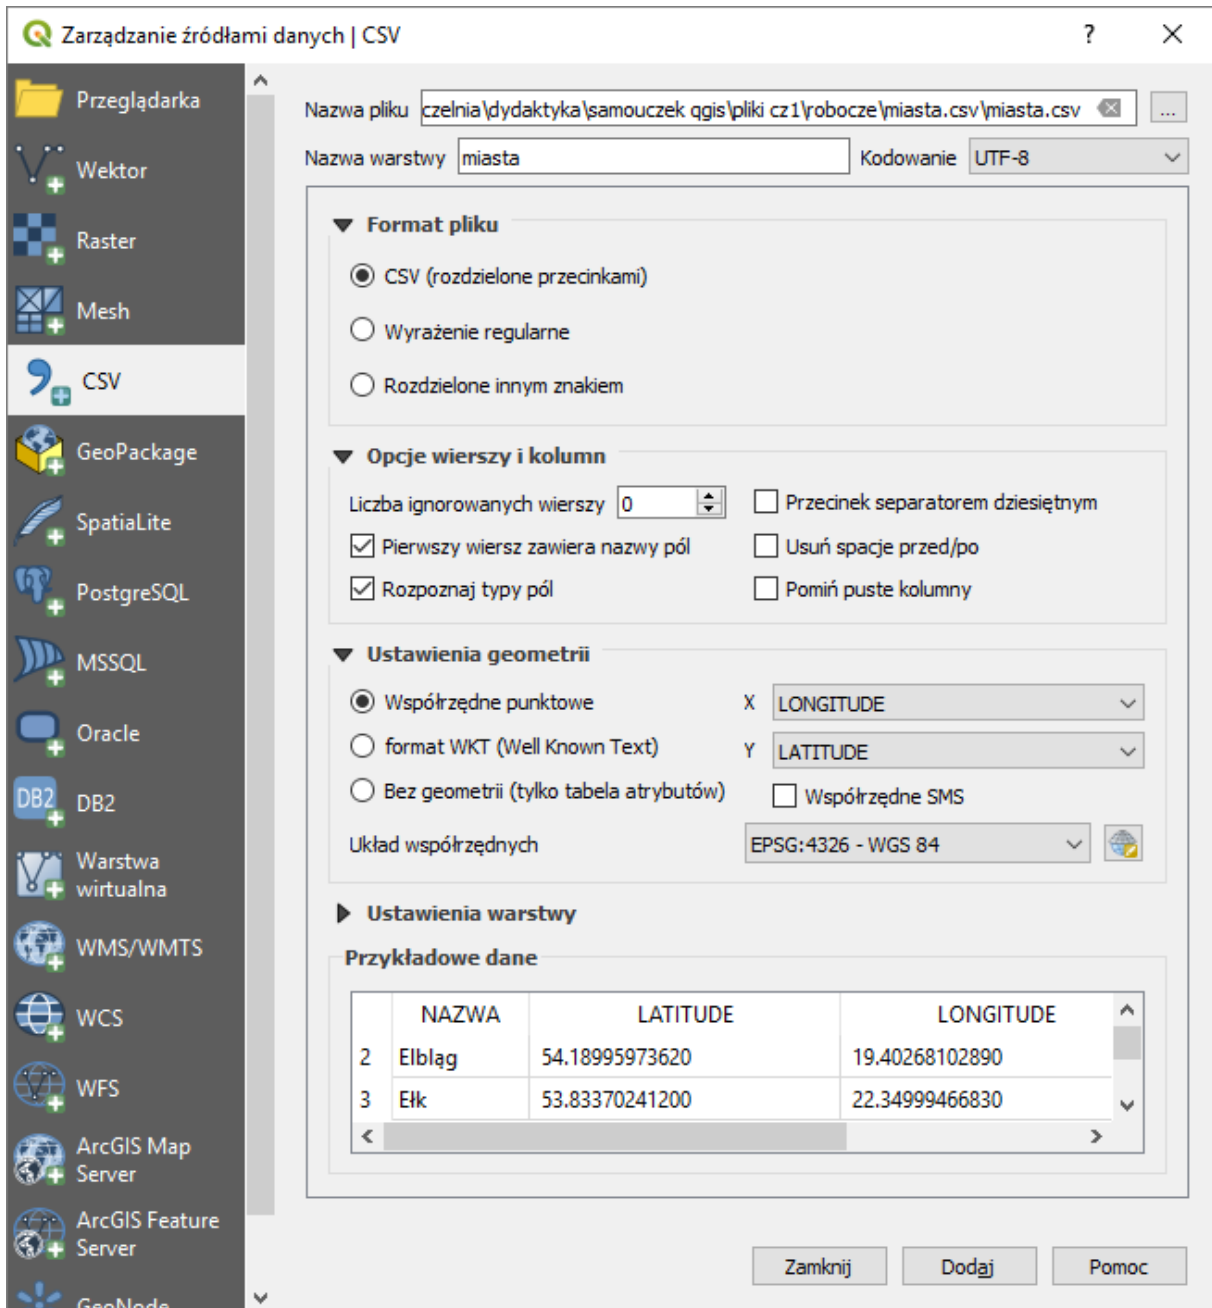 Zarządzanie źródłami danych | CSV
?
Przeglądarka
Wektor
Raster
Mesh
CSV
GeoPackage
SpatiaLite
PostgreSQL
MSSQL
Oracle
DB2
DB2
Warstwa
wirtualna
WMS/WMTS
WCS
WFS
ArcGIS Map
Server
ArcGIS Feature
Server
GeoNode
Nazwa pliku czelnia\dydaktyka\samouczek qgis\pliki cz1\robocze\miasta.csv\miasta.csv ...
Nazwa warstwy miasta Kodowanie UTF-8
Format pliku
CSV (rozdzielone przecinkami)
Wyrażenie regularne
Rozdzielone innym znakiem
Opcje wierszy i kolumn
Liczba ignorowanych wierszy 0 Przecinek separatorem dziesiętnym
Pierwszy wiersz zawiera nazwy pól Usuń spacje przed/po
Rozpoznaj typy pól Pomiń puste kolumny
Ustawienia geometrii
Współrzędne punktowe X LONGITUDE
format WKT (Well Known Text) Y LATITUDE
Bez geometrii (tylko tabela atrybutów) Współrzędne SMS
Układ współrzędnych EPSG:4326 - WGS 84
Ustawienia warstwy
Przykładowe dane
NAZWA LATITUDE LONGITUDE
2 Elbląg 54.18995973620 19.40268102890
3 Ełk 53.83370241200 22.34999466830
Zamknij Dodaj Pomoc